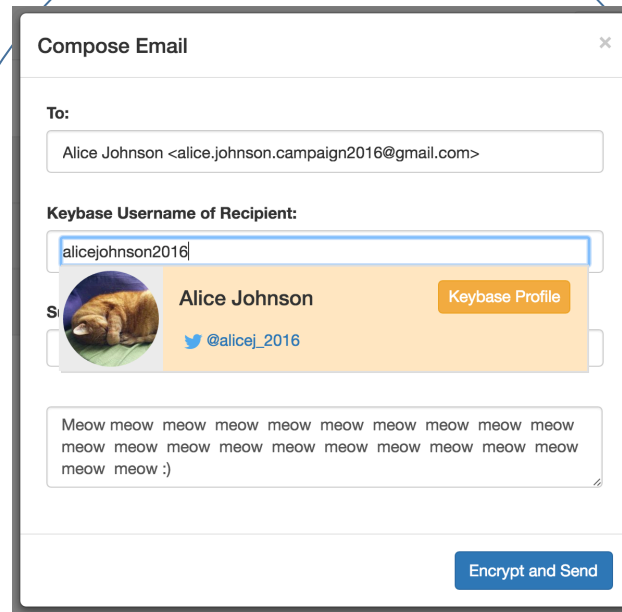 Compose Email
×
To:
Alice Johnson <alice.johnson.campaign2016@gmail.com>
Keybase Username of Recipient:
alicejohnson2016
Alice Johnson
Keybase Profile
@alicej_2016
Meow meow meow meow meow meow meow meow meow meow
meow meow meow meow meow meow meow meow meow meow
meow meow :)
Encrypt and Send